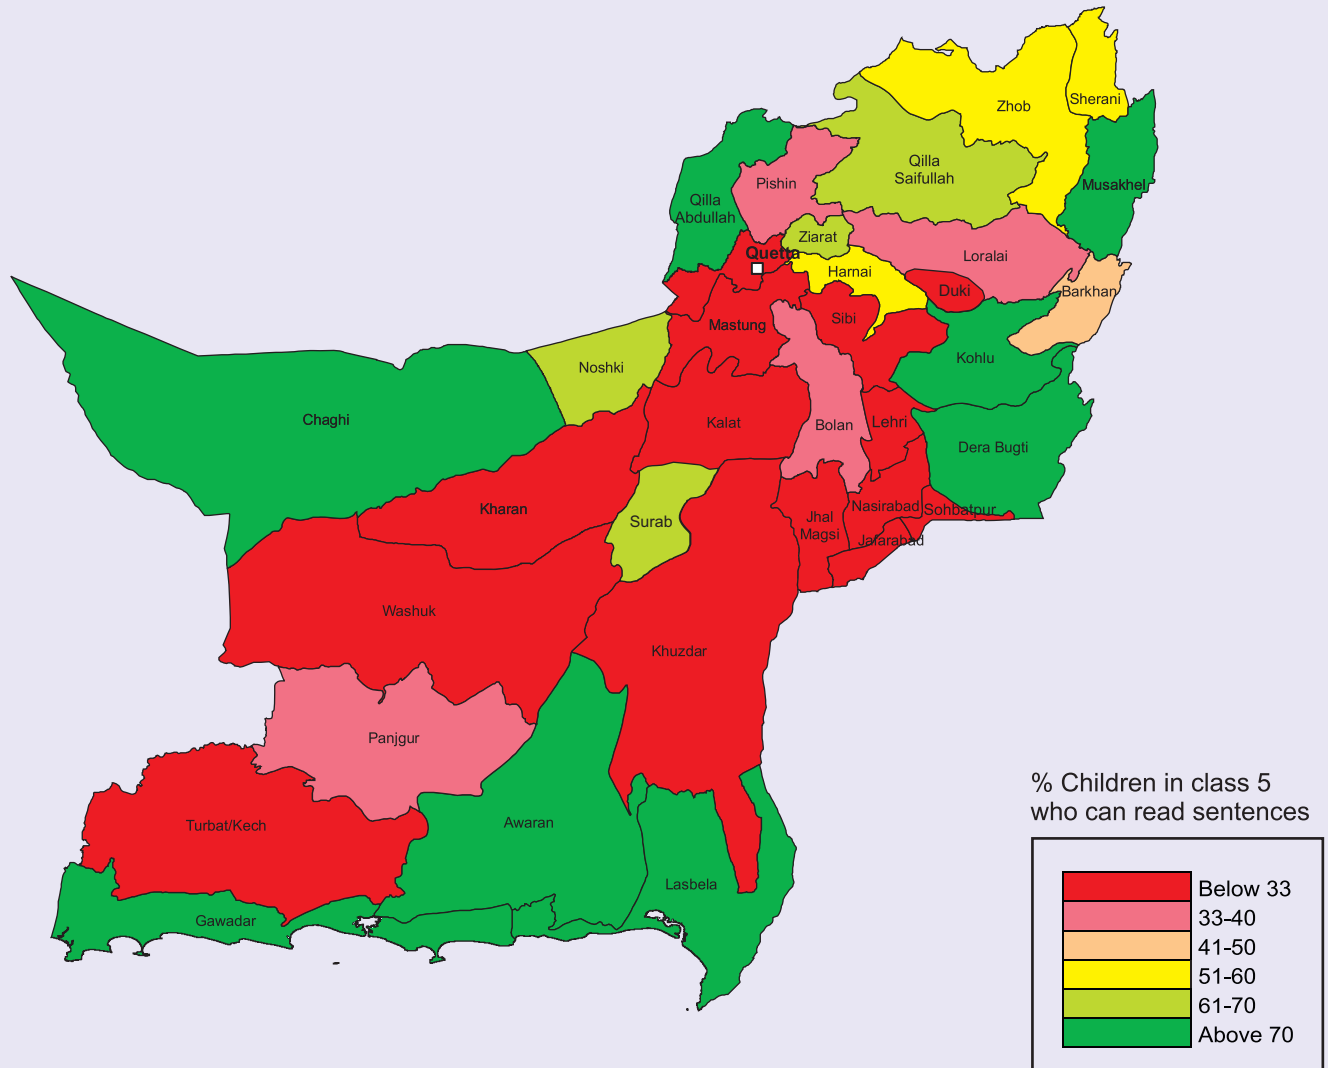 Zhob
Sherani
Qilla
Saifullah
Musakhel
Pishin
Qilla
Abdullah
Ziarat
Quetta
Loralai
Harnai
Duki
Barkhan
Mastung
Sibi
Kohlu
Noshki
Chaghi
Kalat
Bolan
Lehri
Dera Bugti
Kharan
Surab
Jhal
Magsi
Nasirabad
Sohbatpur
Jafarabad
Washuk
Khuzdar
Panjgur
Turbat/Kech
Awaran
Lasbela
Gawadar
% Children in class 5
who can read sentences
Below 33
33-40
41-50
51-60
61-70
Above 70